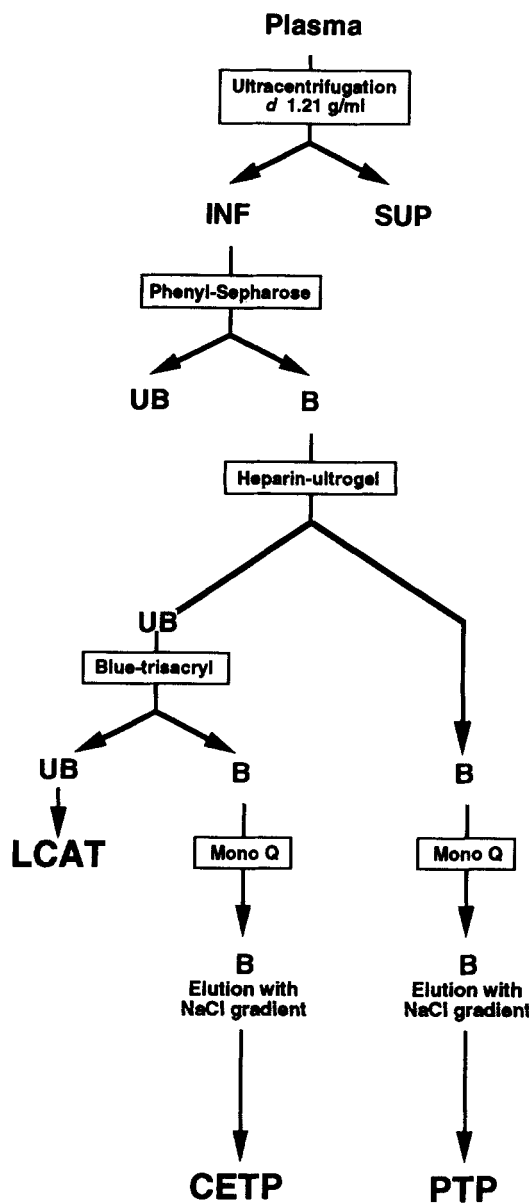 Plasma
Ultracentrifugation
d 1.21 g/ml
INF SUP
Phenyl-Sepharose
UB B
Heparin-ultrogel
UB
Blue-trisacryl
UB B B
LCAT Mono Q Mono Q
B B
Elution with Elution with
NaCl gradient NaCl gradient
CETP PTP